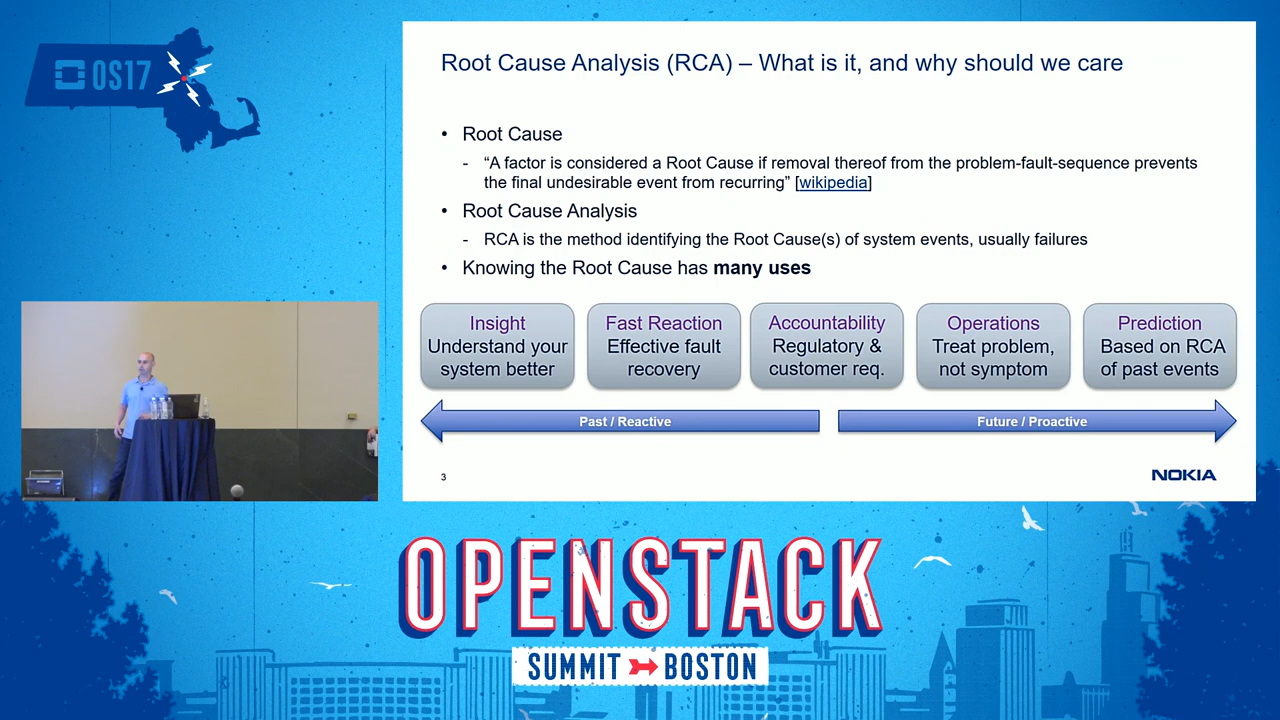 OS17
Root Cause Analysis (RCA) – What is it, and why should we care
• Root Cause
- “A factor is considered a Root Cause if removal thereof from the problem-fault-sequence prevents
the final undesirable event from recurring” [wikipedia]
• Root Cause Analysis
- RCA is the method identifying the Root Cause(s) of system events, usually failures
• Knowing the Root Cause has many uses
Insight
Understand your
system better
Fast Reaction
Effective fault
recovery
Accountability
Regulatory &
customer req.
Operations
Treat problem,
not symptom
Prediction
Based on RCA
of past events
Past / Reactive
Future / Proactive
3
NOKIA
OPENSTACK
SUMMIT BOSTON